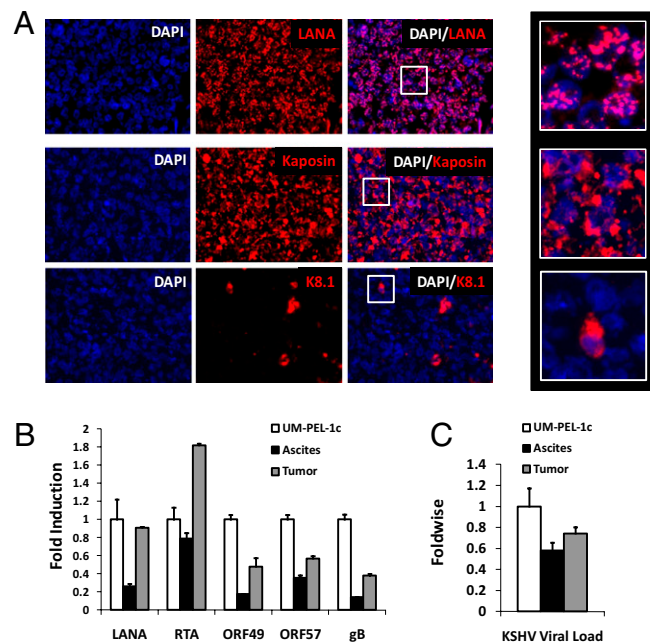 A
DAPI LANA DAPI/LANA
DAPI Kaposin DAPI/Kaposin
DAPI K8.1 DAPI/K8.1
B
UM-PEL-1c
Ascites
Tumor
Fold Induction
2
1.8
1.6
1.4
1.2
1
0.8
0.6
0.4
0.2
0
LANA RTA ORF49 ORF57 gB
C
UM-PEL-1c
Ascites
Tumor
Foldwise
1.4
1.2
1
0.8
0.6
0.4
0.2
0
KSHV Viral Load